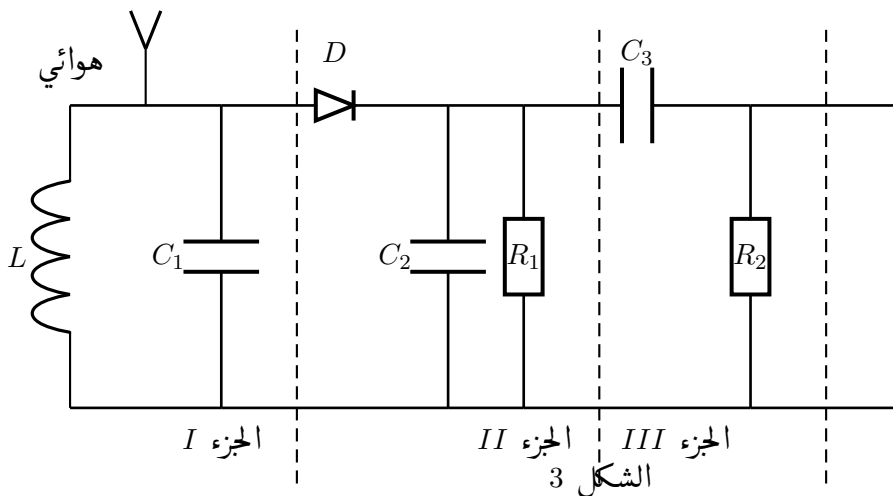 D
C₃
هوائي
L
C₁
C₂
R₁
R₂
الجزء I
الجزء II
الجزء III
الشكل 3